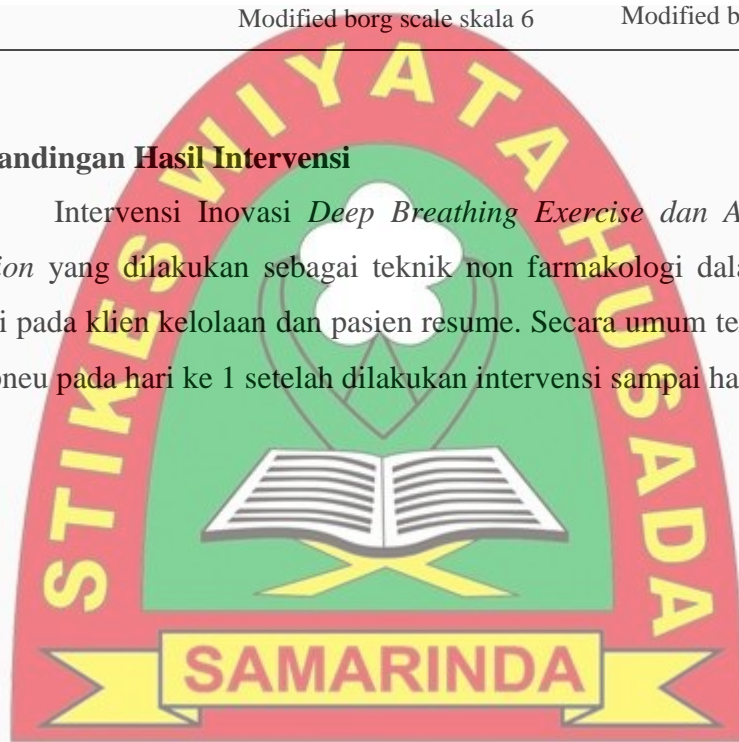 Modified borg scale skala 6 Modified b
andingan Hasil Intervensi
Intervensi Inovasi Deep Breathing Exercise dan A
ion yang dilakukan sebagai teknik non farmakologi dala
i pada klien kelolaan dan pasien resume. Secara umum te
oneu pada hari ke 1 setelah dilakukan intervensi sampai ha
STIKES WIYATA HUSADA
SAMARINDA